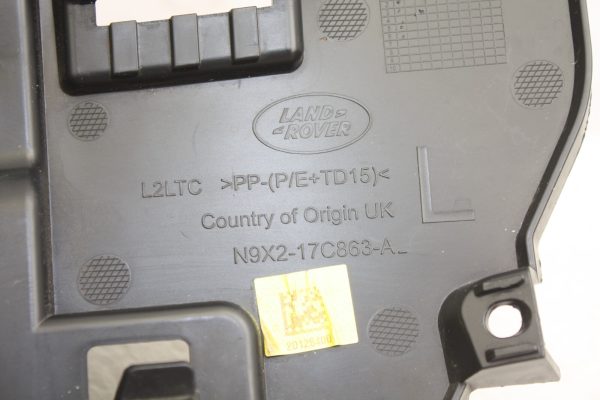 LAND
ROVER
L2LTC >PP-(P/E+TD15)<
Country of Origin UK
L
N9X2-17C863-A